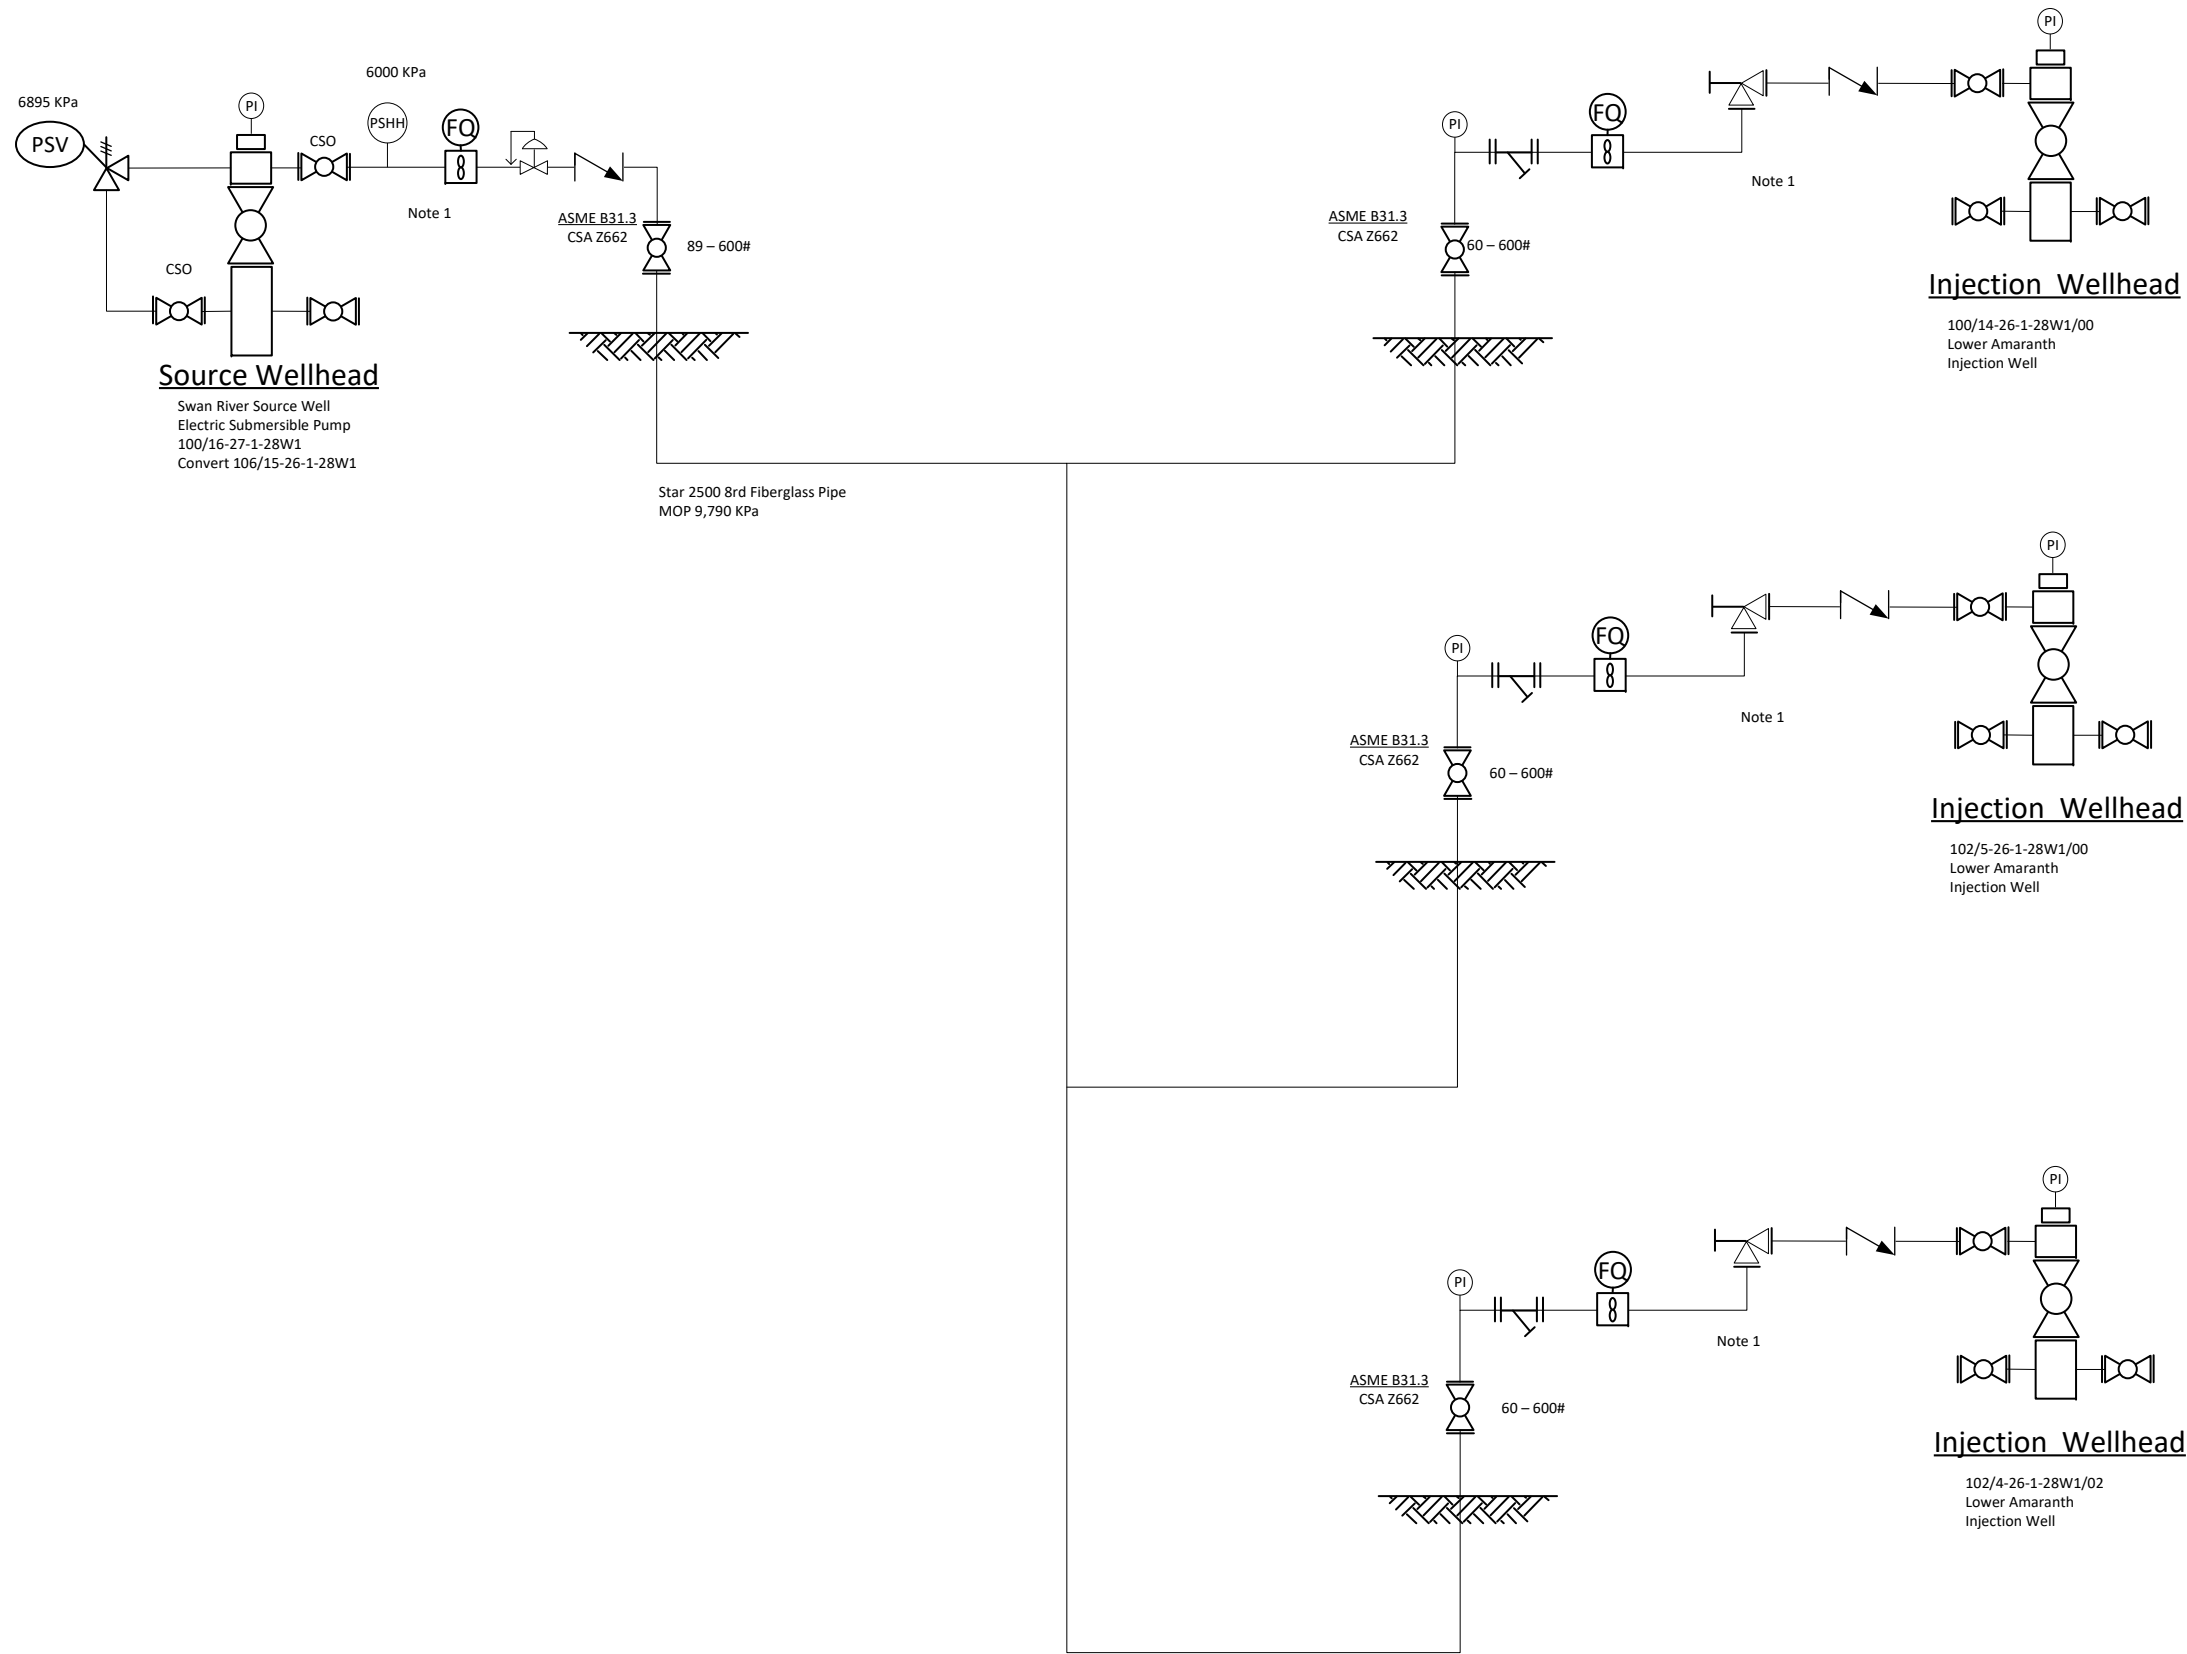 6895 KPa
PSV
PI
CSO
6000 KPa
PSHH
FQ
Note 1
ASME B31.3
CSA Z662
89 – 600#
CSO
Source Wellhead
Swan River Source Well
Electric Submersible Pump
100/16-27-1-28W1
Convert 106/15-26-1-28W1
Star 2500 8rd Fiberglass Pipe
MOP 9,790 KPa
PI
FQ
PI
Note 1
ASME B31.3
CSA Z662
60 – 600#
Injection  Wellhead
100/14-26-1-28W1/00
Lower Amaranth
Injection Well
PI
FQ
PI
Note 1
ASME B31.3
CSA Z662
60 – 600#
Injection  Wellhead
102/5-26-1-28W1/00
Lower Amaranth
Injection Well
PI
FQ
PI
Note 1
ASME B31.3
CSA Z662
60 – 600#
Injection  Wellhead
102/4-26-1-28W1/02
Lower Amaranth
Injection Well